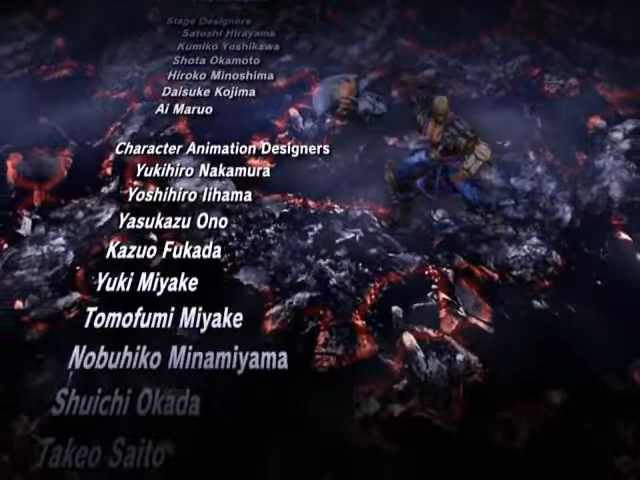 Stage Designers
Satoshi Hirayama
Kumiko Yoshikawa
Shota Okamoto
Hiroko Minoshima
Daisuke Kojima
Ai Maruo
Character Animation Designers
Yukihiro Nakamura
Yoshihiro Iihama
Yasukazu Ono
Kazuo Fukada
Yuki Miyake
Tomofumi Miyake
Nobuhiko Minamiyama
Shuichi Okada
Takeo Saito